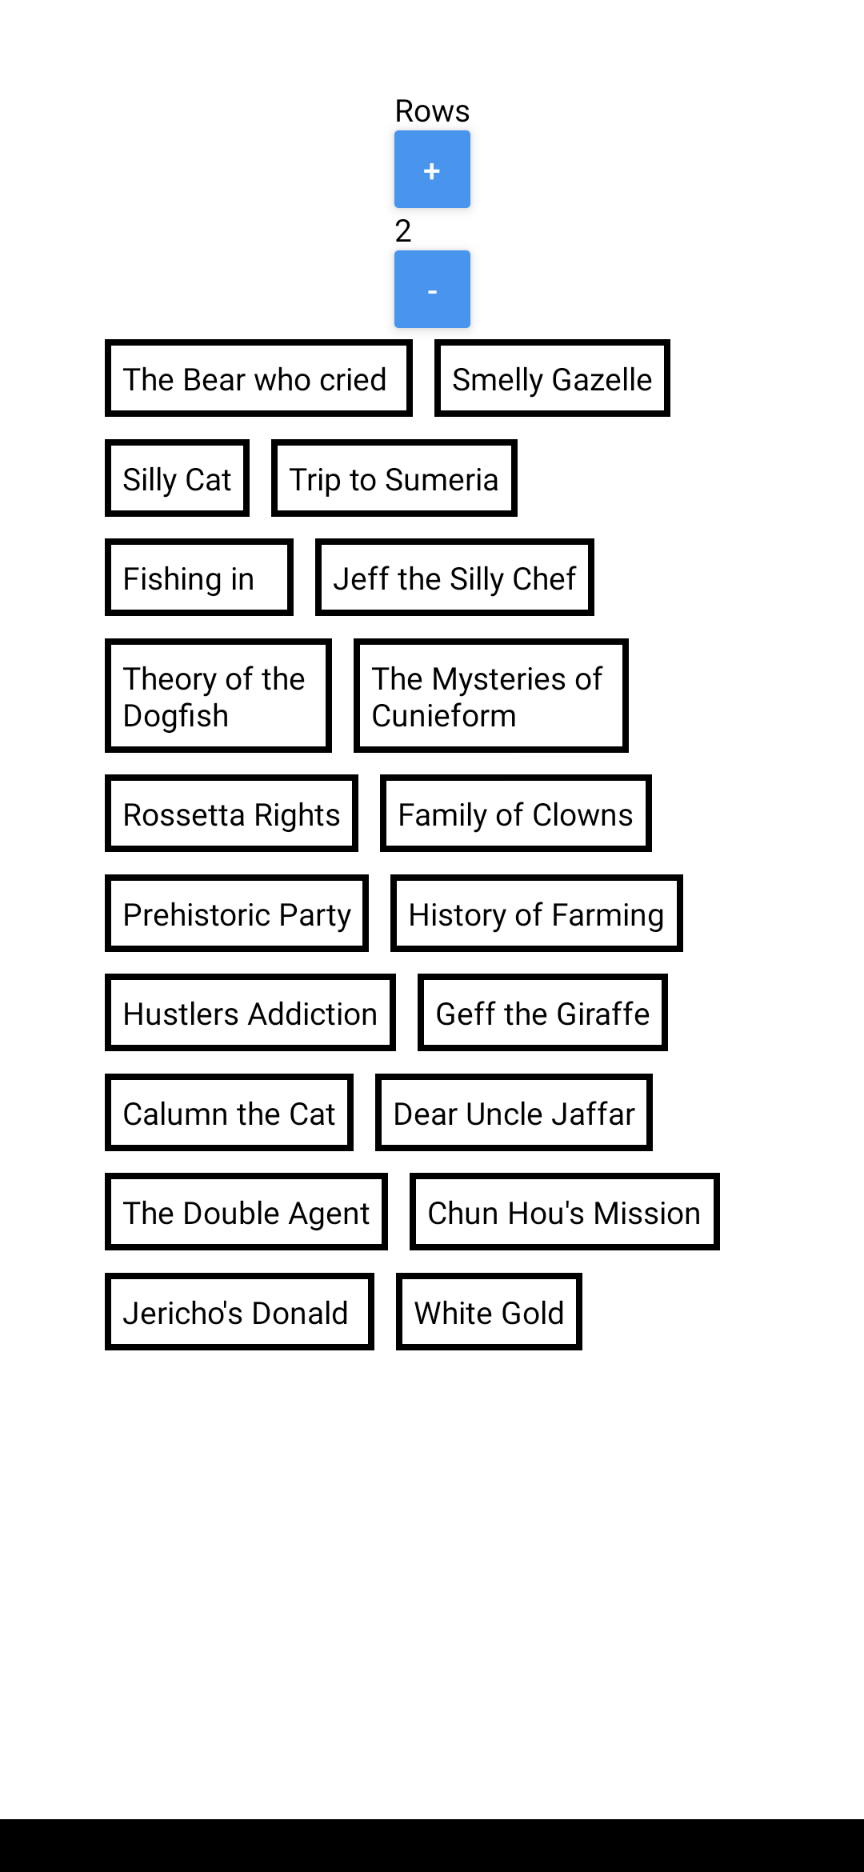 Rows
+
2
-
The Bear who cried
Smelly Gazelle
Silly Cat
Trip to Sumeria
Fishing in
Jeff the Silly Chef
Theory of the
Dogfish
The Mysteries of
Cunieform
Rossetta Rights
Family of Clowns
Prehistoric Party
History of Farming
Hustlers Addiction
Geff the Giraffe
Calumn the Cat
Dear Uncle Jaffar
The Double Agent
Chun Hou's Mission
Jericho's Donald
White Gold